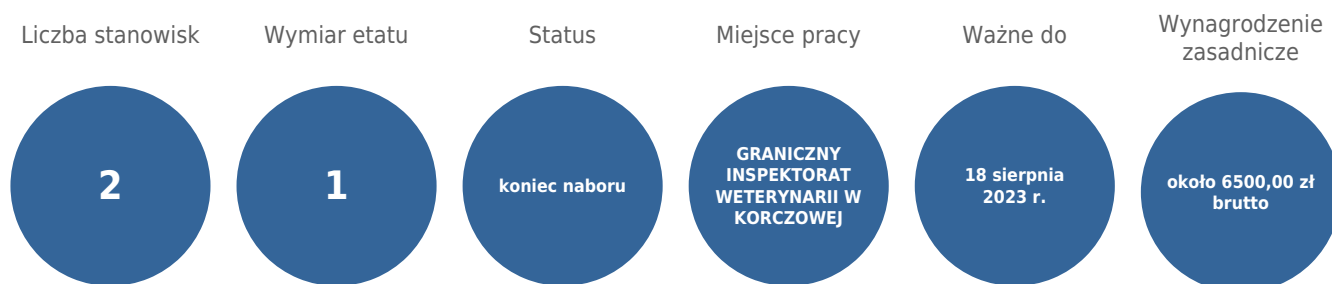 Liczba stanowisk
2
Wymiar etatu
1
Status
koniec naboru
Miejsce pracy
GRANICZNY
INSPEKTORAT
WETERYNARII W
KORCZOWEJ
Ważne do
18 sierpnia
2023 r.
Wynagrodzenie
zasadnicze
około 6500,00 zł
brutto